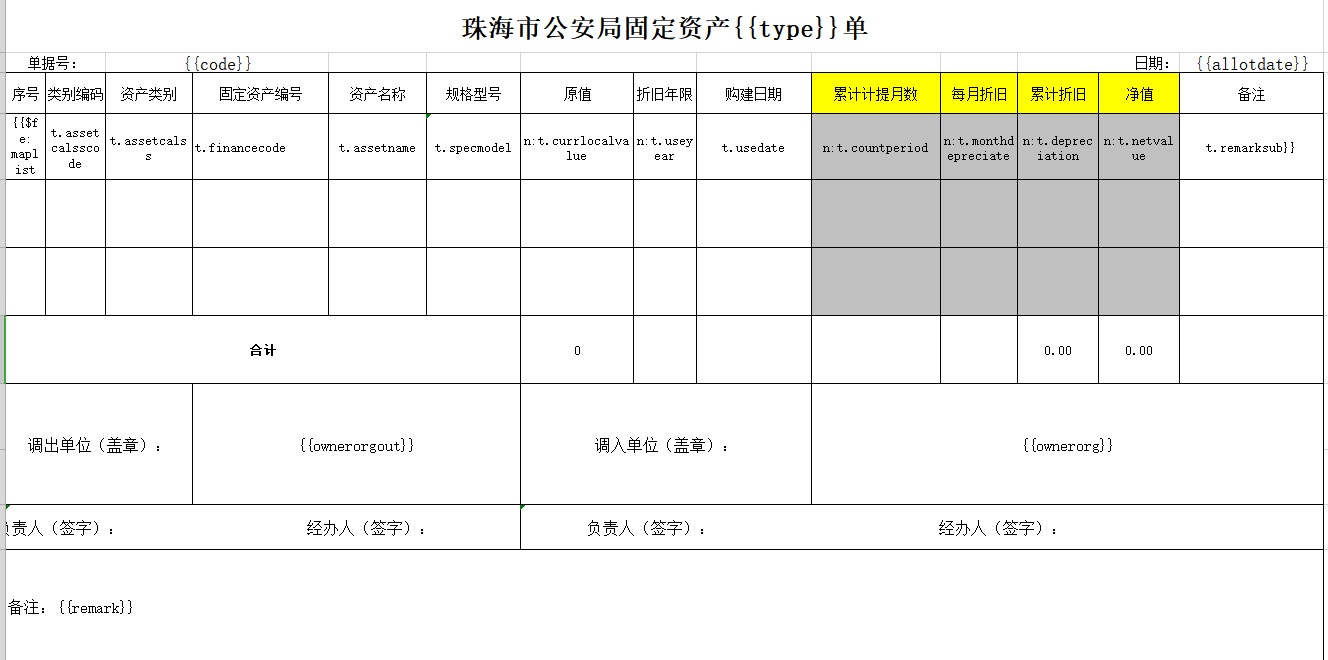 珠海市公安局固定资产{{type}}单
单据号: {{code}} 日期: {{allotdate}}
序号 类别编码 资产类别 固定资产编号 资产名称 规格型号 原值 折旧年限 购建日期 累计计提月数 每月折旧 累计折旧 净值 备注
{{$fe:maplist t.assetcalsscode t.assetcalss t.financecode t.assetname t.specmodel n:t.currlocalvalue n:t.useyear t.usedate n:t.countperiod n:t.monthdepreciate n:t.depreciation n:t.netvalue t.remarksub}}
合计 0 0.00 0.00
调出单位（盖章）: {{ownerorgout}} 调入单位（盖章）: {{ownerorg}}
负责人（签字）: 经办人（签字）: 负责人（签字）: 经办人（签字）:
备注: {{remark}}